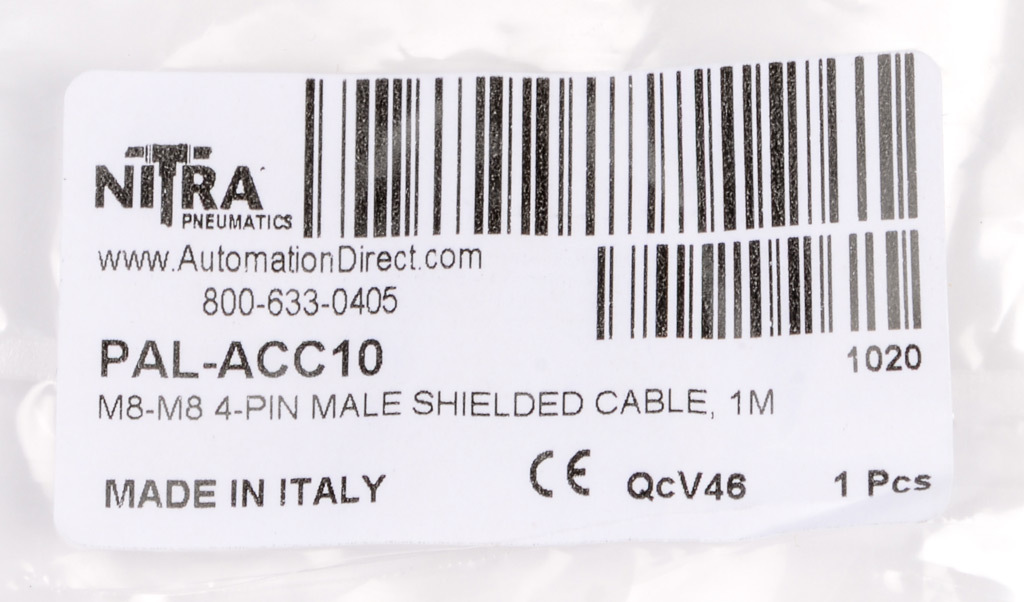 NITRA
PNEUMATICS
www.AutomationDirect.com
800-633-0405
PAL-ACC10
1020
M8-M8 4-PIN MALE SHIELDED CABLE, 1M
MADE IN ITALY CE QcV46 1 Pcs